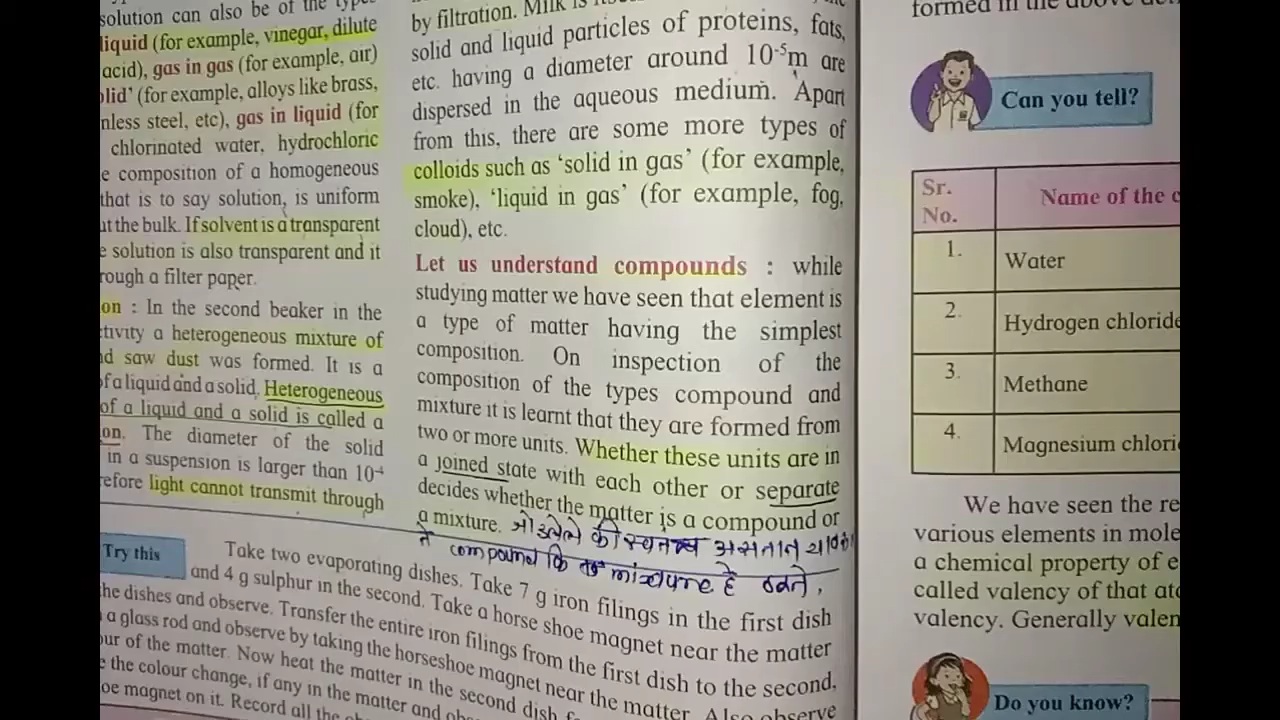 solution can also be of the types
liquid (for example, vinegar, dilute
acid), gas in gas (for example, air)
lid' (for example, alloys like brass,
nless steel, etc), gas in liquid (for
chlorinated water, hydrochloric
e composition of a homogeneous
that is to say solution, is uniform
ut the bulk. If solvent is a transparent
e solution is also transparent and it
rough a filter paper.
on : In the second beaker in the
tivity a heterogeneous mixture of
d saw dust was formed. It is a
of a liquid and a solid. Heterogeneous
of a liquid and a solid is called a
on. The diameter of the solid
in a suspension is larger than 10⁻⁴
efore light cannot transmit through
by filtration. Milk is
solid and liquid particles of proteins, fats,
etc. having a diameter around 10⁻⁵m are
dispersed in the aqueous medium. Apart
from this, there are some more types of
colloids such as 'solid in gas' (for example,
smoke), 'liquid in gas' (for example, fog,
cloud), etc.
Let us understand compounds : while
studying matter we have seen that element is
a type of matter having the simplest
composition. On inspection of the
composition of the types compound and
mixture it is learnt that they are formed from
two or more units. Whether these units are in
a joined state with each other or separate
decides whether the matter is a compound or
a mixture. की स्वतंत्र असतात
ते compound कि mixture हे ठरते.
Try this
Take two evaporating dishes. Take 7 g iron filings in the first dish
and 4 g sulphur in the second. Take a horse shoe magnet near the matter
he dishes and observe. Transfer the entire iron filings from the first dish to the second,
a glass rod and observe by taking the horseshoe magnet near the matter. Also observe
our of the matter. Now heat the matter in the second dish
e the colour change, if any in the matter and
oe magnet on it. Record all the
formed in the above
Can you tell?
Sr. No. Name of the c
1. Water
2. Hydrogen chloride
3. Methane
4. Magnesium chlori
We have seen the re
various elements in mole
a chemical property of e
called valency of that ato
valency. Generally valen
Do you know?